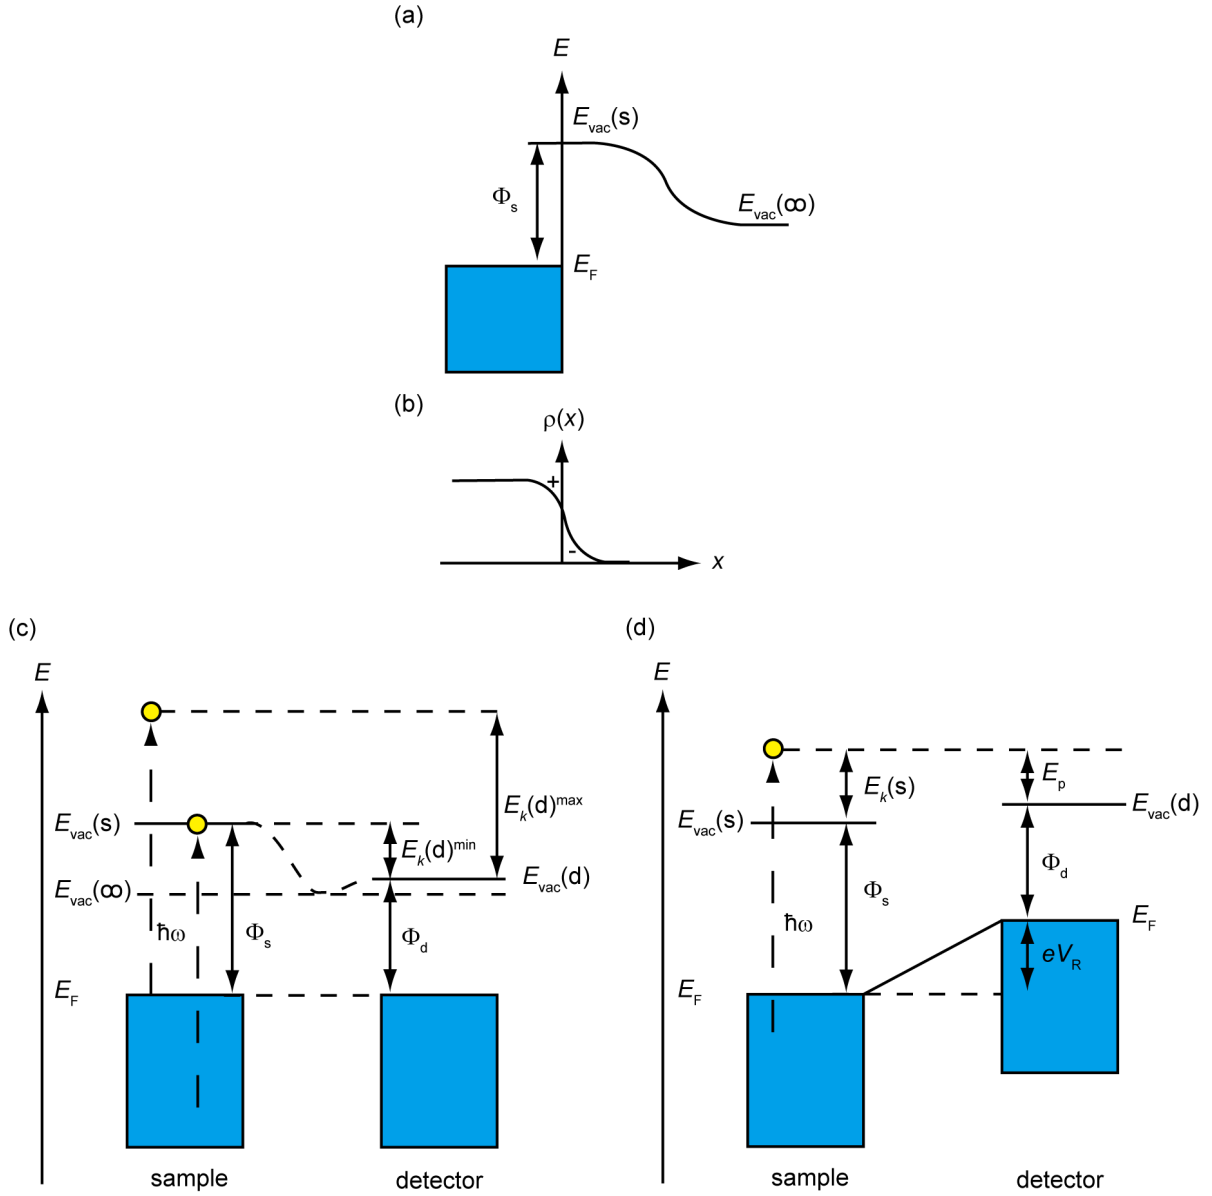 (a)
E
E_vac(s)
Φ_s
E_vac(∞)
E_F
(b)
ρ(x)
+
-
x
(c)
E
E_vac(s)
E_k(d)^max
E_k(d)^min
E_vac(∞)
E_vac(d)
ħω
Φ_s
Φ_d
E_F
sample
detector
(d)
E
E_p
E_k(s)
E_vac(d)
E_vac(s)
Φ_d
Φ_s
ħω
E_F
eV_R
E_F
sample
detector